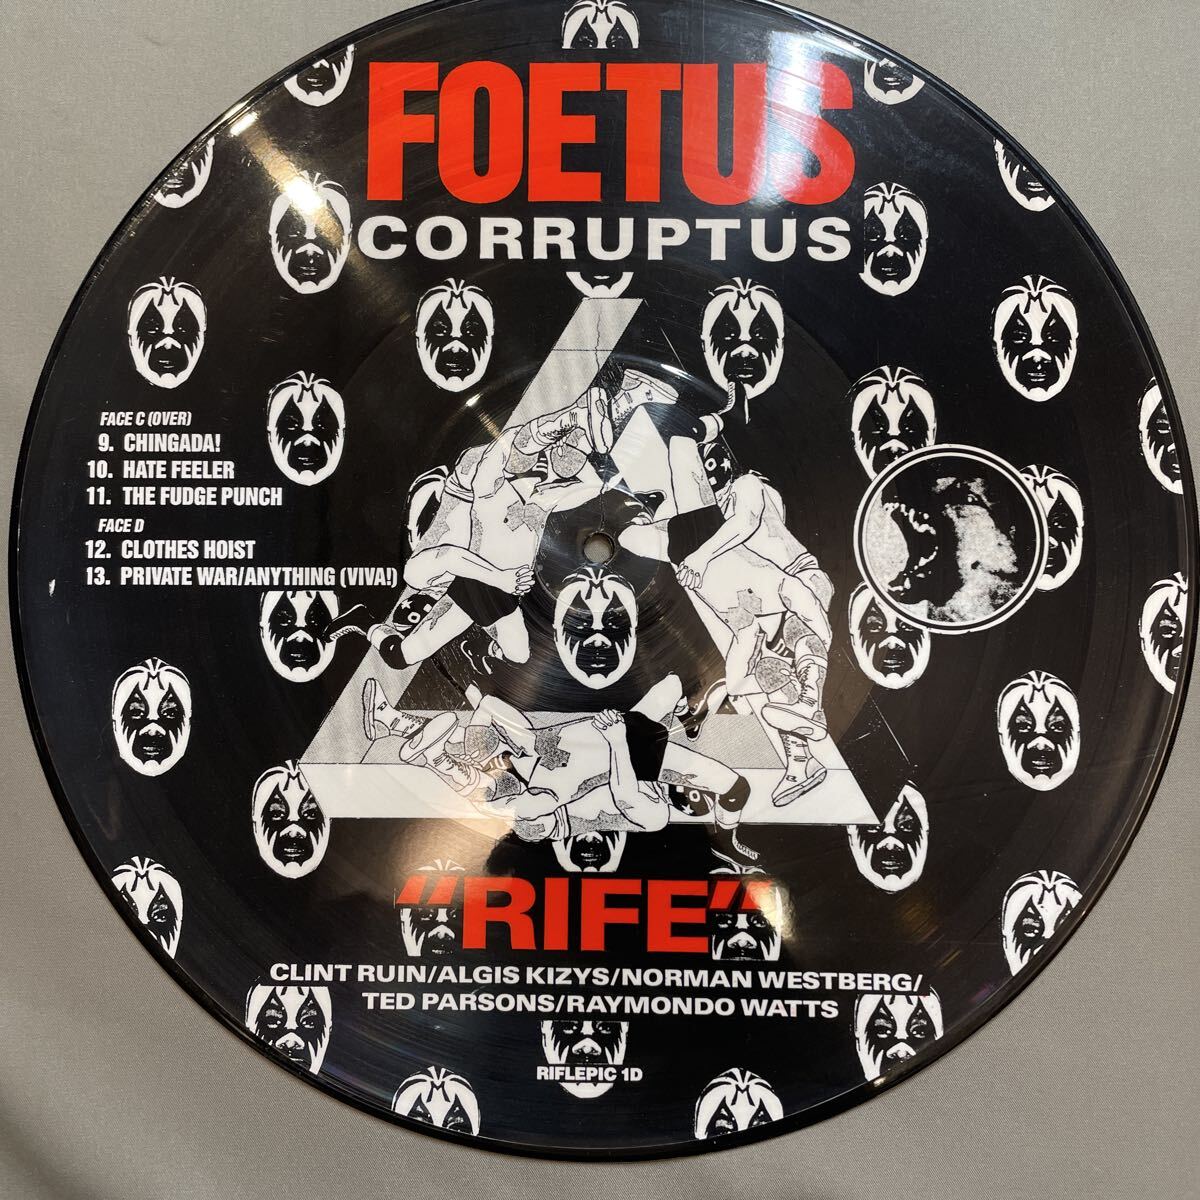 FOETUS
CORRUPTUS
FACE C (OVER)
9. CHINGADA!
10. HATE FEELER
11. THE FUDGE PUNCH
FACE D
12. CLOTHES HOIST
13. PRIVATE WAR/ANYTHING (VIVA!)
"RIFE"
CLINT RUIN/ALGIS KIZYS/NORMAN WESTBERG/
TED PARSONS/RAYMONDO WATTS
RIFLEPIC 1D